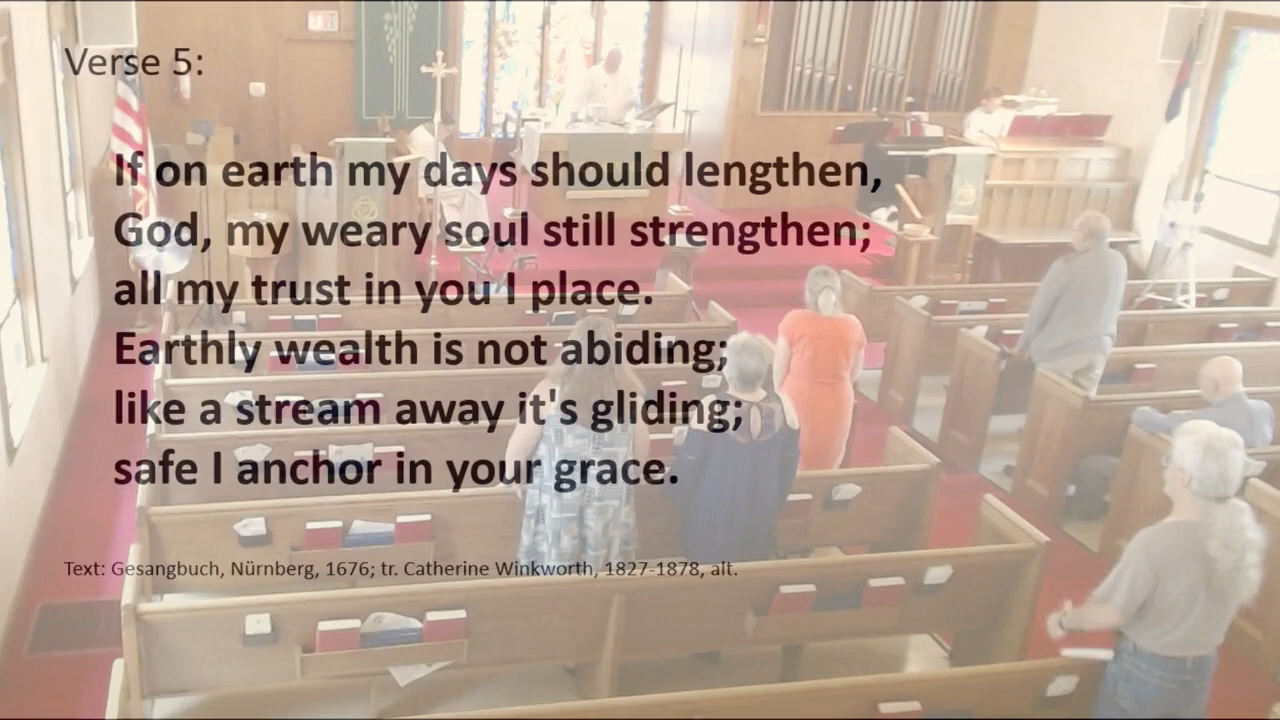 Verse 5:
If on earth my days should lengthen,
God, my weary soul still strengthen;
all my trust in you I place.
Earthly wealth is not abiding;
like a stream away it's gliding;
safe I anchor in your grace.
Text: Gesangbuch, Nürnberg, 1676; tr. Catherine Winkworth, 1827-1878, alt.